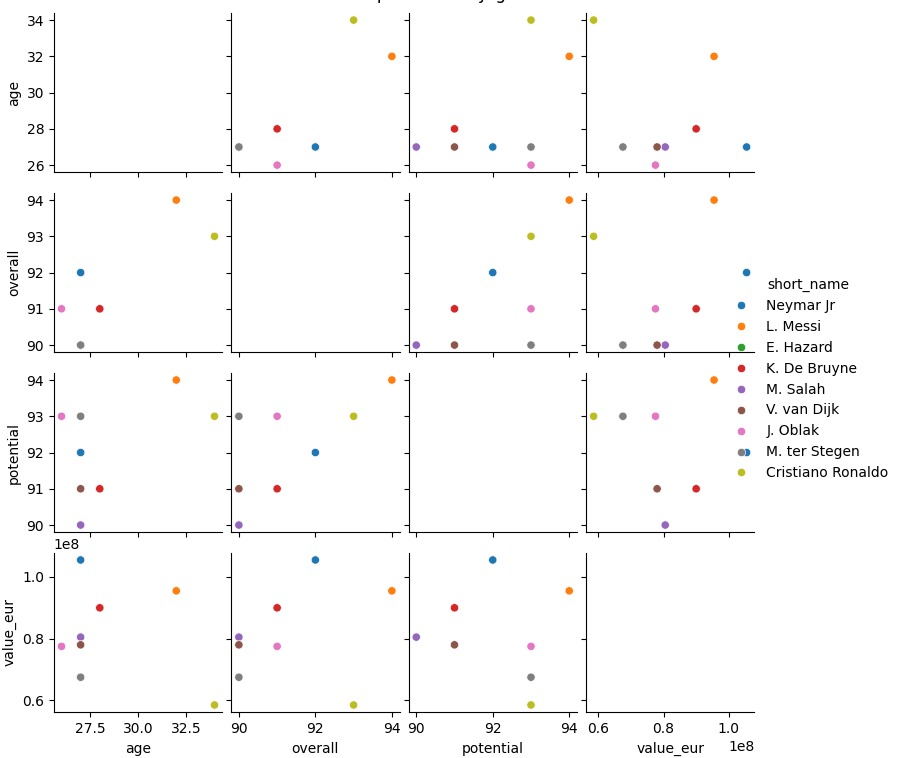 34
32
30
28
26
age
94
93
92
91
90
overall
short_name
Neymar Jr
L. Messi
E. Hazard
K. De Bruyne
M. Salah
V. van Dijk
J. Oblak
M. ter Stegen
Cristiano Ronaldo
94
93
92
91
90
potential
1e8
1.0
0.8
0.6
value_eur
27.5 30.0 32.5
90 92 94
90 92 94
0.6 0.8 1.0
1e8
age overall potential value_eur